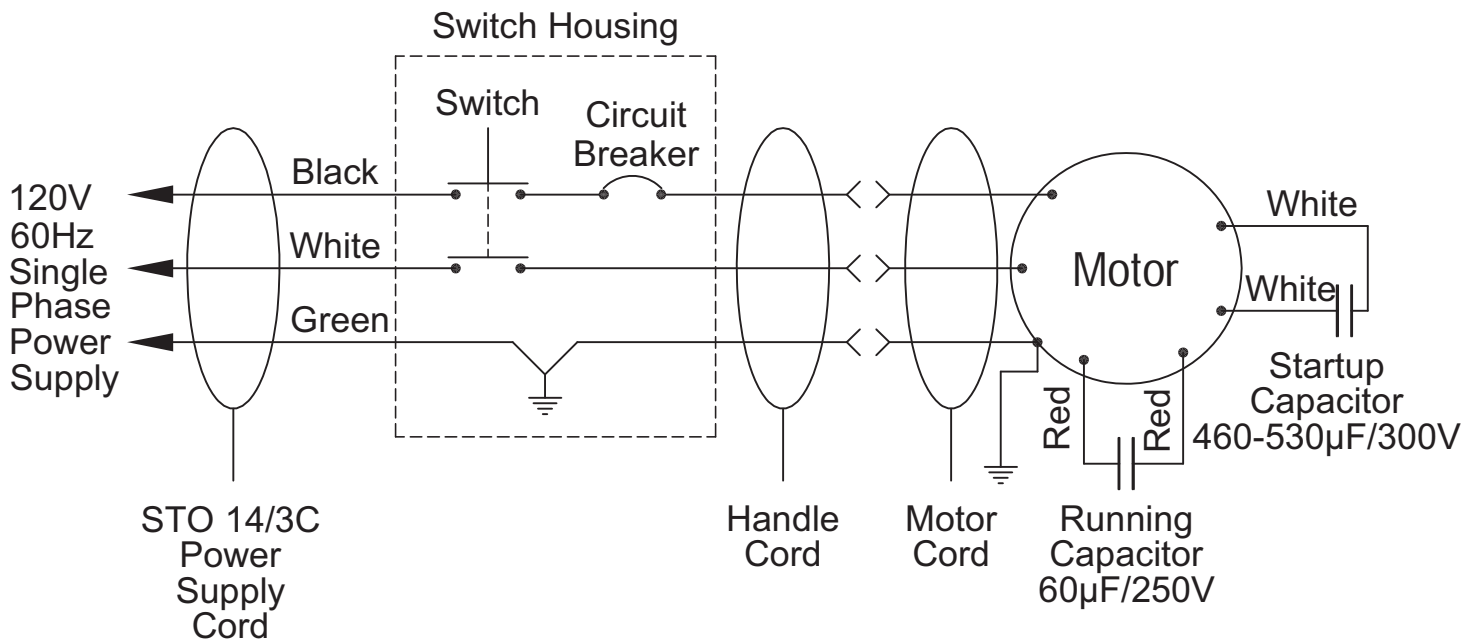 Switch Housing
Switch
Circuit
Breaker
Black
White
Green
120V
60Hz
Single
Phase
Power
Supply
STO 14/3C
Power
Supply
Cord
Handle
Cord
Motor
Cord
Motor
White
White
Startup
Capacitor
460-530µF/300V
Red
Red
Running
Capacitor
60µF/250V